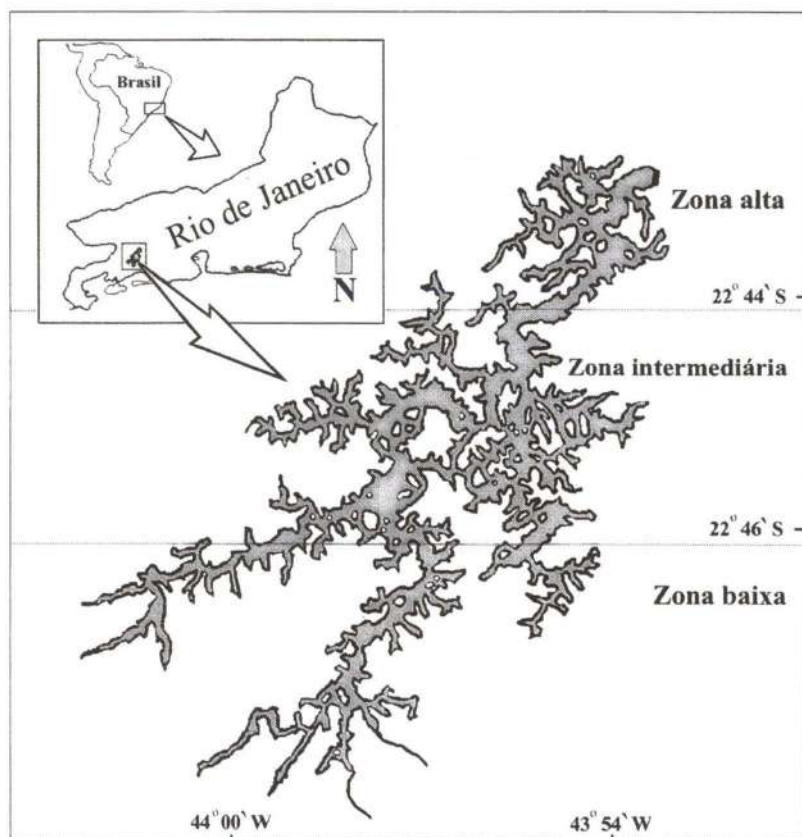 Brasil
Rio de Janeiro
N
Zona alta
22° 44` S
Zona intermediária
22° 46` S
Zona baixa
44° 00` W
43° 54` W